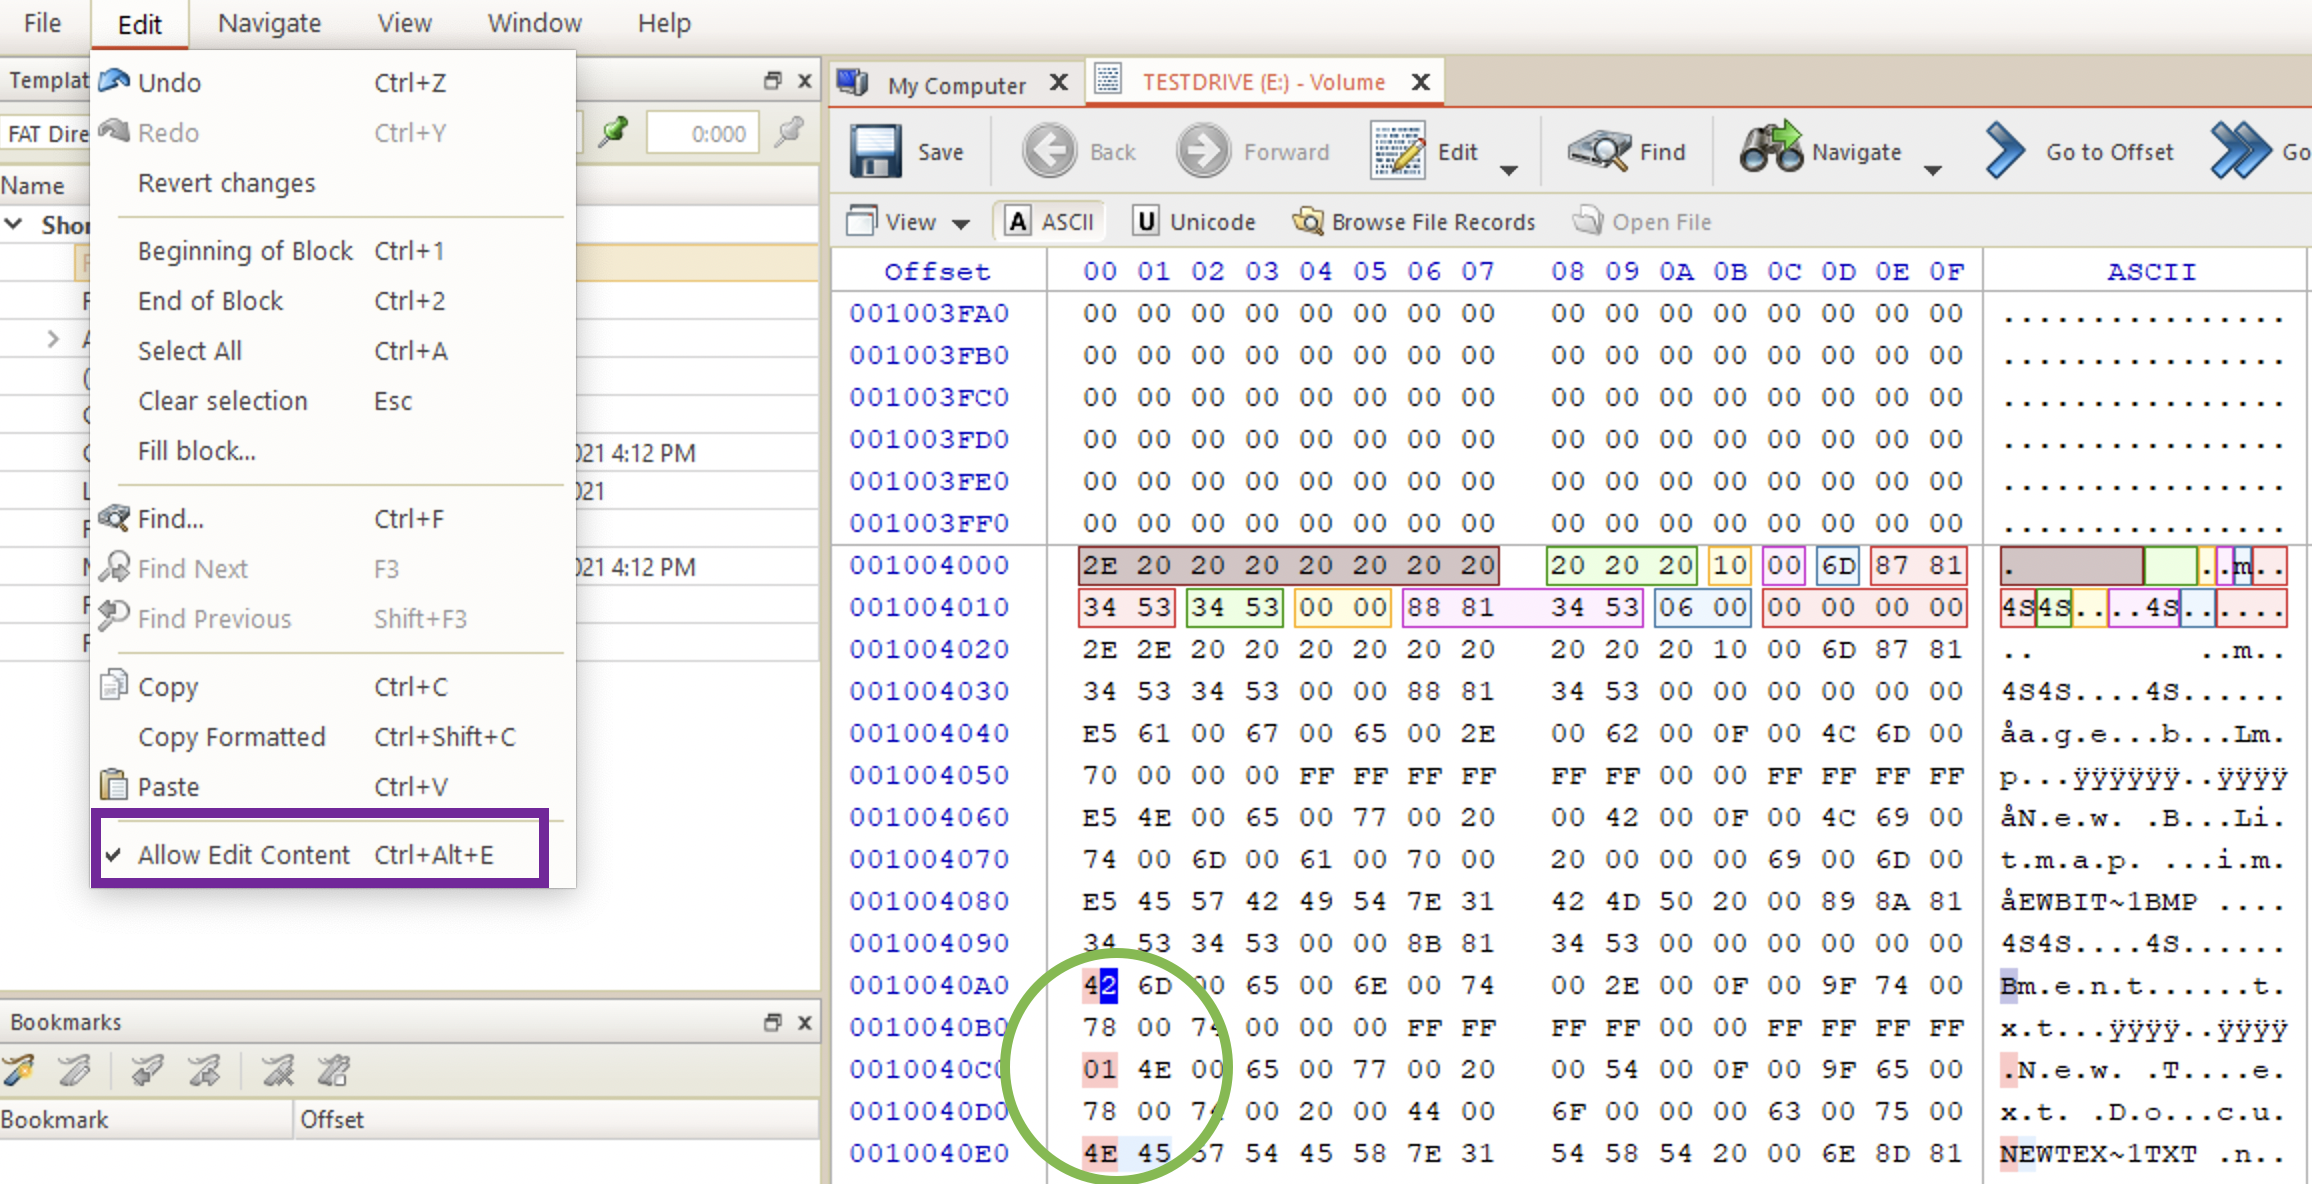 File Edit Navigate View Window Help
Templat
FAT Dire
0:000
Name
Shor
021 4:12 PM
021
021 4:12 PM
Undo Ctrl+Z
Redo Ctrl+Y
Revert changes
Beginning of Block Ctrl+1
End of Block Ctrl+2
Select All Ctrl+A
Clear selection Esc
Fill block...
Find... Ctrl+F
Find Next F3
Find Previous Shift+F3
Copy Ctrl+C
Copy Formatted Ctrl+Shift+C
Paste Ctrl+V
Allow Edit Content Ctrl+Alt+E
Bookmarks
Bookmark Offset
My Computer TESTDRIVE (E:) - Volume
Save Back Forward Edit Find Navigate Go to Offset Go
View A ASCII U Unicode Browse File Records Open File
Offset 00 01 02 03 04 05 06 07 08 09 0A 0B 0C 0D 0E 0F ASCII
001003FA0 00 00 00 00 00 00 00 00 00 00 00 00 00 00 00 00 ................
001003FB0 00 00 00 00 00 00 00 00 00 00 00 00 00 00 00 00 ................
001003FC0 00 00 00 00 00 00 00 00 00 00 00 00 00 00 00 00 ................
001003FD0 00 00 00 00 00 00 00 00 00 00 00 00 00 00 00 00 ................
001003FE0 00 00 00 00 00 00 00 00 00 00 00 00 00 00 00 00 ................
001003FF0 00 00 00 00 00 00 00 00 00 00 00 00 00 00 00 00 ................
001004000 2E 20 20 20 20 20 20 20 20 20 20 10 00 6D 87 81 .          ..m..
001004010 34 53 34 53 00 00 88 81 34 53 06 00 00 00 00 00 4S4S....4S......
001004020 2E 2E 20 20 20 20 20 20 20 20 20 10 00 6D 87 81 ..         ..m..
001004030 34 53 34 53 00 00 88 81 34 53 00 00 00 00 00 00 4S4S....4S......
001004040 E5 61 00 67 00 65 00 2E 00 62 00 0F 00 4C 6D 00 åa.g.e...b...Lm.
001004050 70 00 00 00 FF FF FF FF FF FF 00 00 FF FF FF FF p...ÿÿÿÿÿÿ..ÿÿÿÿ
001004060 E5 4E 00 65 00 77 00 20 00 42 00 0F 00 4C 69 00 åN.e.w. .B...Li.
001004070 74 00 6D 00 61 00 70 00 20 00 00 00 69 00 6D 00 t.m.a.p. ...i.m.
001004080 E5 45 57 42 49 54 7E 31 42 4D 50 20 00 89 8A 81 åEWBIT~1BMP ....
001004090 34 53 34 53 00 00 8B 81 34 53 00 00 00 00 00 00 4S4S....4S......
0010040A0 42 6D 00 65 00 6E 00 74 00 2E 00 0F 00 9F 74 00 Bm.e.n.t......t.
0010040B0 78 00 74 00 00 00 FF FF FF FF 00 00 FF FF FF FF x.t...ÿÿÿÿ..ÿÿÿÿ
0010040C0 01 4E 00 65 00 77 00 20 00 54 00 0F 00 9F 65 00 .N.e.w. .T....e.
0010040D0 78 00 74 00 20 00 44 00 6F 00 00 00 63 00 75 00 x.t. .D.o...c.u.
0010040E0 4E 45 57 54 45 58 7E 31 54 58 54 20 00 6E 8D 81 NEWTEX~1TXT .n..